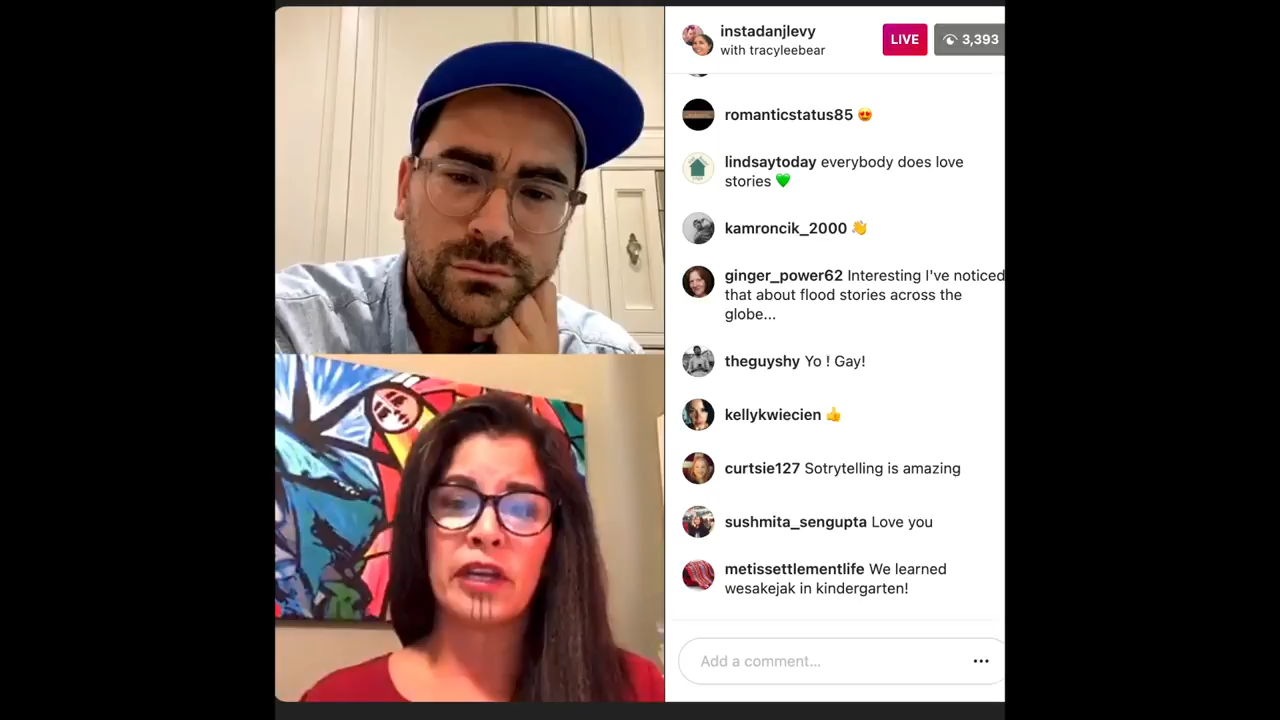 instadanjlevy
with tracyleebear
LIVE
3,393
romanticstatus85 😍
lindsaytoday everybody does love
stories 💚
kamroncik_2000 👏
ginger_power62 Interesting I've noticed
that about flood stories across the
globe...
theguyshy Yo ! Gay!
kellykwiecien 👍
curtsie127 Sotrytelling is amazing
sushmita_sengupta Love you
metissettlementlife We learned
wesakejak in kindergarten!
Add a comment...